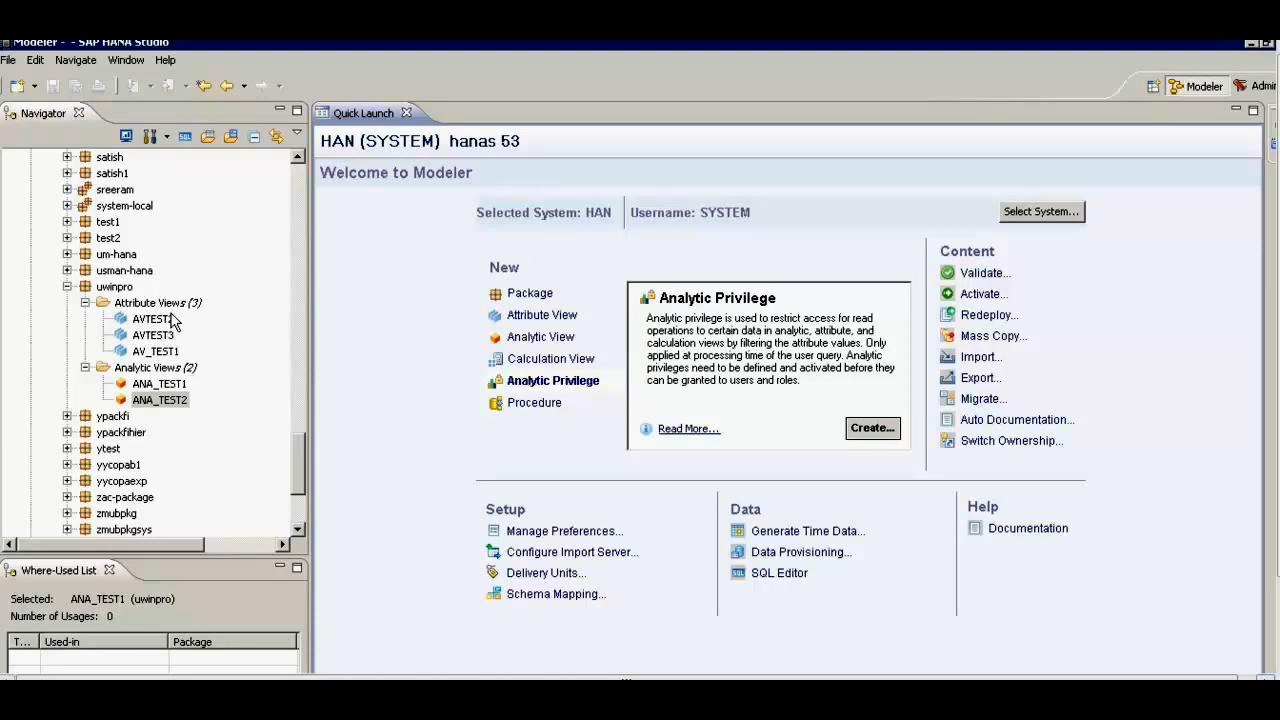 Modeler - - SAP HANA Studio
File Edit Navigate Window Help
Modeler Admin
Navigator
satish
satish1
sreeram
system-local
test1
test2
um-hana
usman-hana
uwinpro
Attribute Views (3)
AVTEST
AVTEST3
AV_TEST1
Analytic Views (2)
ANA_TEST1
ANA_TEST2
ypackfi
ypackfihier
ytest
yycopab1
yycopaexp
zac-package
zmubpkg
zmubpkgsys
Where-Used List
Selected: ANA_TEST1 (uwinpro)
Number of Usages: 0
T... Used-in Package
Quick Launch
HAN (SYSTEM) hanas 53
Welcome to Modeler
Selected System: HAN Username: SYSTEM Select System...
New
Package
Attribute View
Analytic View
Calculation View
Analytic Privilege
Procedure
Analytic Privilege
Analytic privilege is used to restrict access for read
operations to certain data in analytic, attribute, and
calculation views by filtering the attribute values. Only
applied at processing time of the user query. Analytic
privileges need to be defined and activated before they
can be granted to users and roles.
Read More... Create...
Content
Validate...
Activate...
Redeploy...
Mass Copy...
Import...
Export...
Migrate...
Auto Documentation...
Switch Ownership...
Setup
Manage Preferences...
Configure Import Server...
Delivery Units...
Schema Mapping...
Data
Generate Time Data...
Data Provisioning...
SQL Editor
Help
Documentation